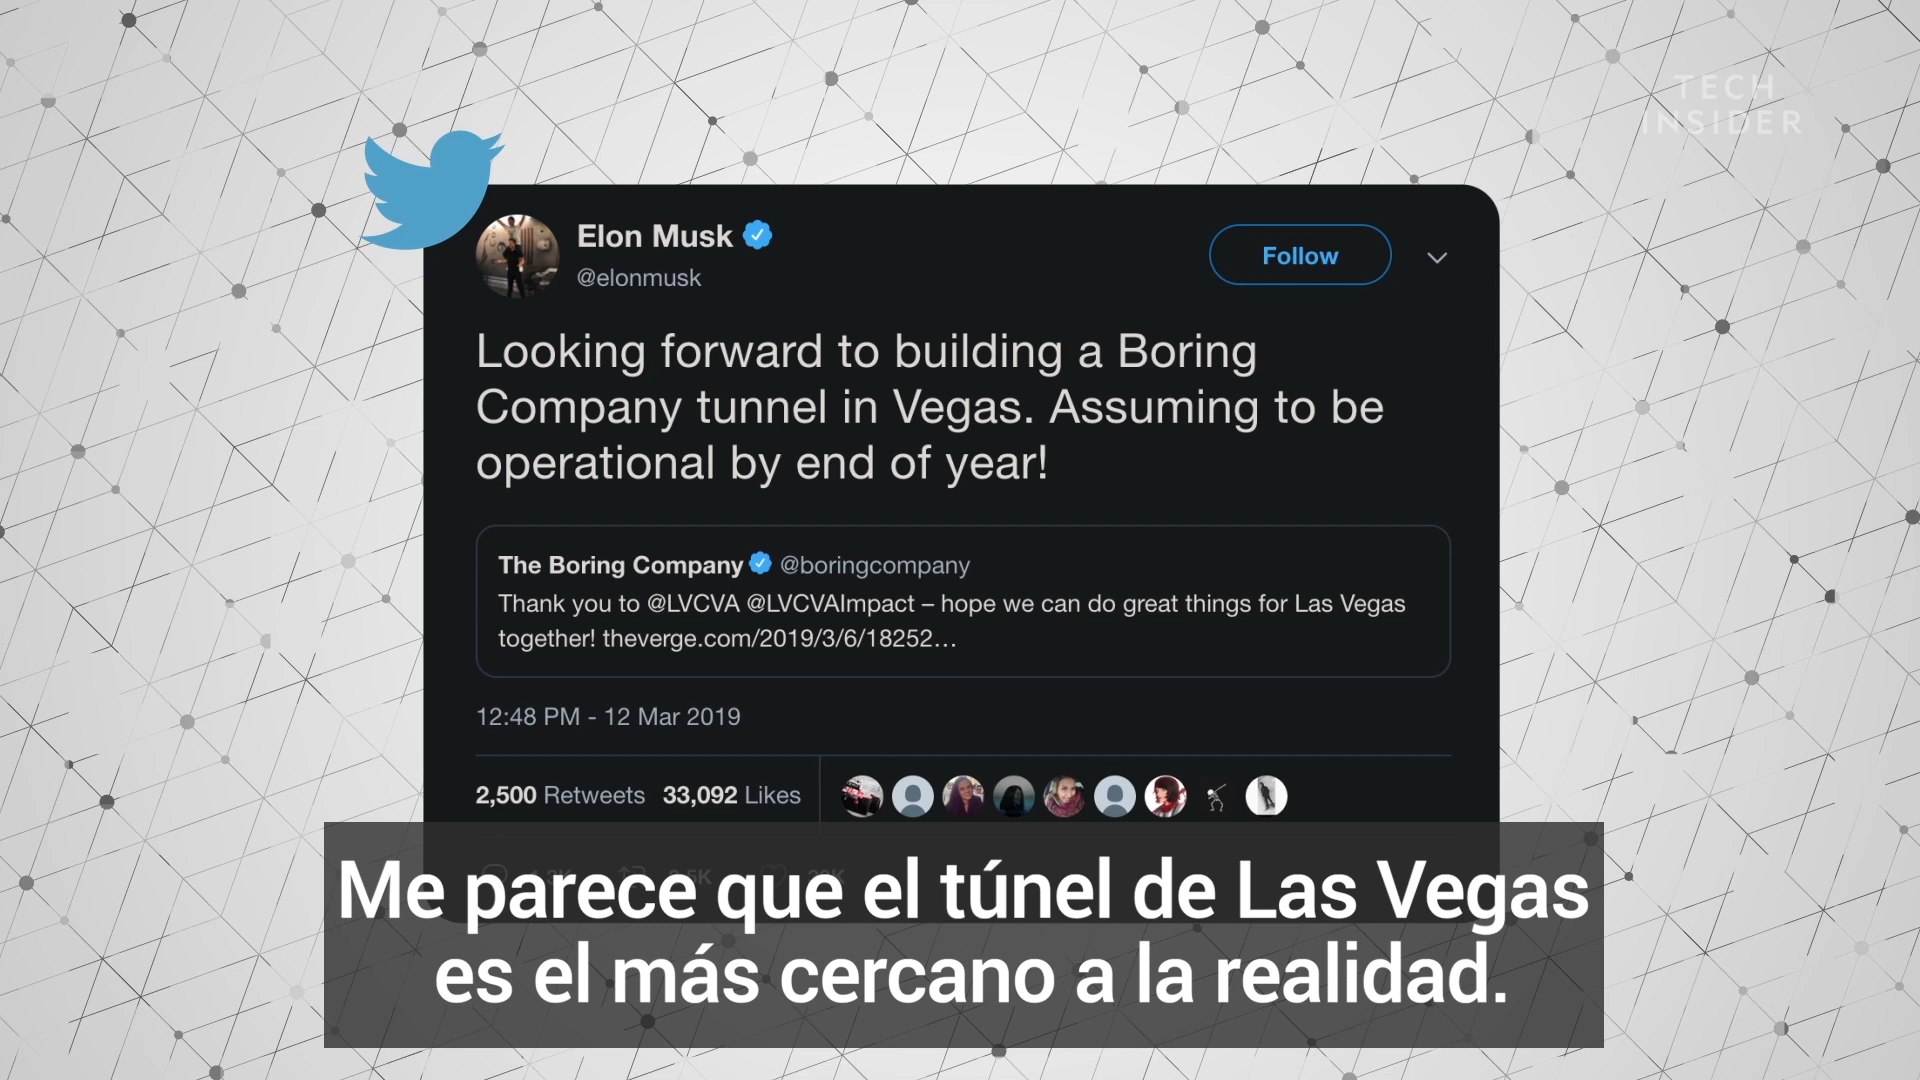 TECH
INSIDER
Elon Musk
@elonmusk
Follow
Looking forward to building a Boring
Company tunnel in Vegas. Assuming to be
operational by end of year!
The Boring Company @boringcompany
Thank you to @LVCVA @LVCVAImpact – hope we can do great things for Las Vegas
together! theverge.com/2019/3/6/18252…
12:48 PM - 12 Mar 2019
2,500 Retweets 33,092 Likes
Me parece que el túnel de Las Vegas
es el más cercano a la realidad.